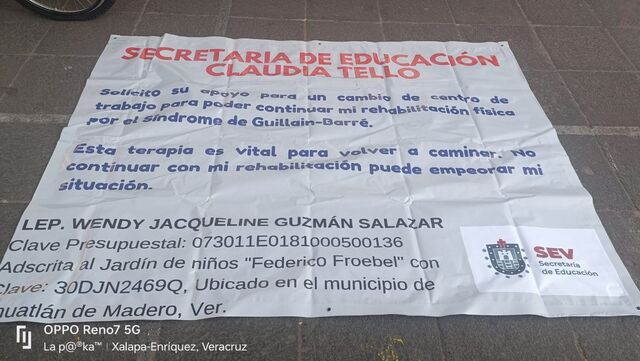 SECRETARIA DE EDUCACIÓN
CLAUDIA TELLO
Solicito su apoyo para un cambio de centro de
trabajo para poder continuar mi rehabilitación física
por el síndrome de Guillain-Barré.
Esta terapia es vital para volver a caminar. No
continuar con mi rehabilitación puede empeorar mi
situación.
LEP. WENDY JACQUELINE GUZMÁN SALAZAR
Clave Presupuestal: 073011E0181000500136
Adscrita al Jardín de niños "Federico Froebel" con
Clave: 30DJN2469Q, Ubicado en el municipio de
huatlán de Madero, Ver.
SEV
Secretaría
de Educación
OPPO Reno7 5G
La p@®ka™ | Xalapa-Enríquez, Veracruz